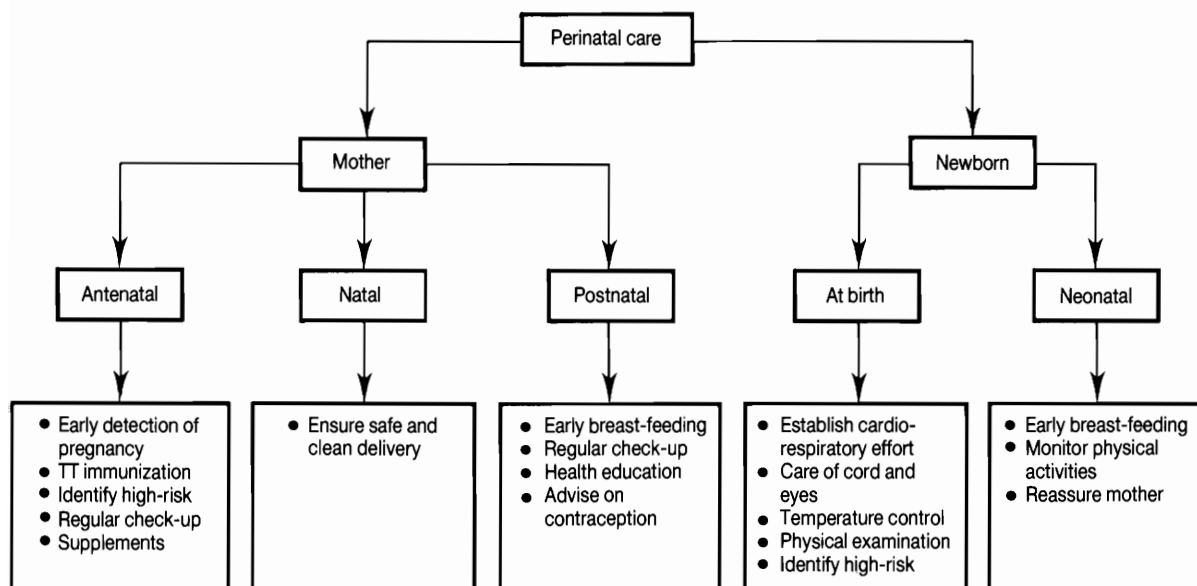 Perinatal care
Mother
Newborn
Antenatal
Natal
Postnatal
At birth
Neonatal
• Early detection of
pregnancy
• TT immunization
• Identify high-risk
• Regular check-up
• Supplements
• Ensure safe and
clean delivery
• Early breast-feeding
• Regular check-up
• Health education
• Advise on
contraception
• Establish cardio-
respiratory effort
• Care of cord and
eyes
• Temperature control
• Physical examination
• Identify high-risk
• Early breast-feeding
• Monitor physical
activities
• Reassure mother